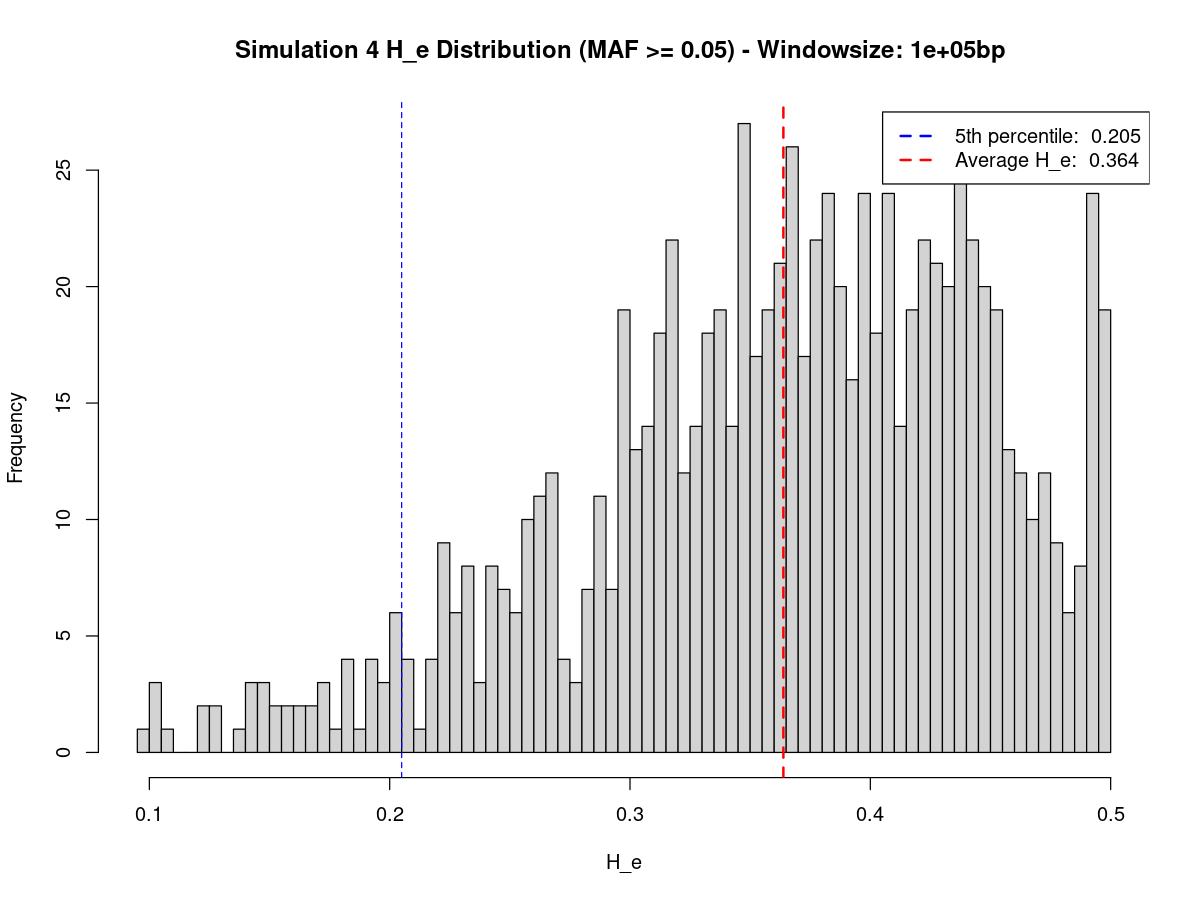 Simulation 4 H_e Distribution (MAF >= 0.05) - Windowsize: 1e+05bp
5th percentile: 0.205
Average H_e: 0.364
Frequency
25
20
15
10
5
0
0.1 0.2 0.3 0.4 0.5
H_e